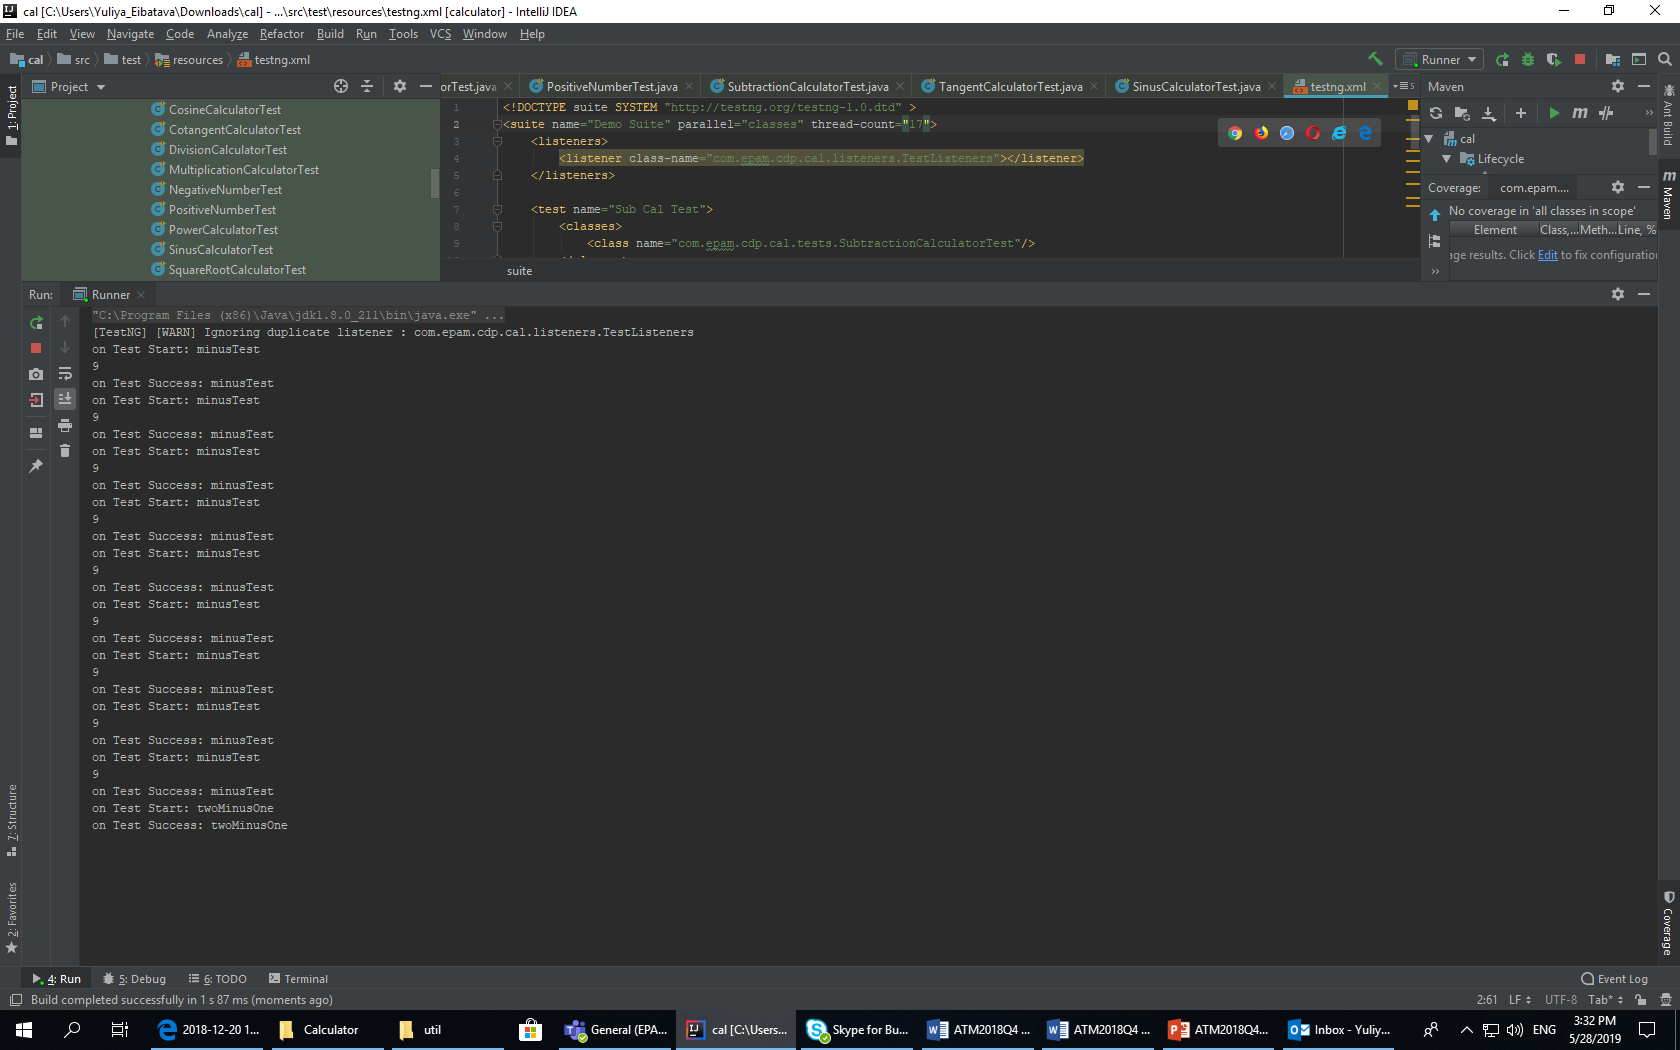 cal [C:\Users\Yuliya_Eibatava\Downloads\cal] - ...\src\test\resources\testng.xml [calculator] - IntelliJ IDEA
File Edit View Navigate Code Analyze Refactor Build Run Tools VCS Window Help
cal src test resources testng.xml Runner
1: Project
Project
orTest.java PositiveNumberTest.java SubtractionCalculatorTest.java TangentCalculatorTest.java SinusCalculatorTest.java testng.xml 5
CosineCalculatorTest
CotangentCalculatorTest
DivisionCalculatorTest
MultiplicationCalculatorTest
NegativeNumberTest
PositiveNumberTest
PowerCalculatorTest
SinusCalculatorTest
SquareRootCalculatorTest
1 <!DOCTYPE suite SYSTEM "http://testng.org/testng-1.0.dtd" >
2 <suite name="Demo Suite" parallel="classes" thread-count="17">
3 <listeners>
4 <listener class-name="com.epam.cdp.cal.listeners.TestListeners"></listener>
5 </listeners>
6
7 <test name="Sub Cal Test">
8 <classes>
9 <class name="com.epam.cdp.cal.tests.SubtractionCalculatorTest"/>
suite
Maven
cal
Lifecycle
Coverage: com.epam....
No coverage in 'all classes in scope'
Element Class,... Meth... Line, %
age results. Click Edit to fix configuration
Ant Build
Maven
Run: Runner
"C:\Program Files (x86)\Java\jdk1.8.0_211\bin\java.exe" ...
[TestNG] [WARN] Ignoring duplicate listener : com.epam.cdp.cal.listeners.TestListeners
on Test Start: minusTest
9
on Test Success: minusTest
on Test Start: minusTest
9
on Test Success: minusTest
on Test Start: minusTest
9
on Test Success: minusTest
on Test Start: minusTest
9
on Test Success: minusTest
on Test Start: minusTest
9
on Test Success: minusTest
on Test Start: minusTest
9
on Test Success: minusTest
on Test Start: minusTest
9
on Test Success: minusTest
on Test Start: minusTest
9
on Test Success: minusTest
on Test Start: minusTest
9
on Test Success: minusTest
on Test Start: twoMinusOne
on Test Success: twoMinusOne
7: Structure
2: Favorites
Coverage
4: Run 5: Debug 6: TODO Terminal Event Log
Build completed successfully in 1 s 87 ms (moments ago) 2:61 LF UTF-8 Tab*
2018-12-20 1... Calculator util General (EPA... cal [C:\Users... Skype for Bu... ATM2018Q4 ... ATM2018Q4 ... ATM2018Q4... Inbox - Yuliy... ENG
3:32 PM
5/28/2019